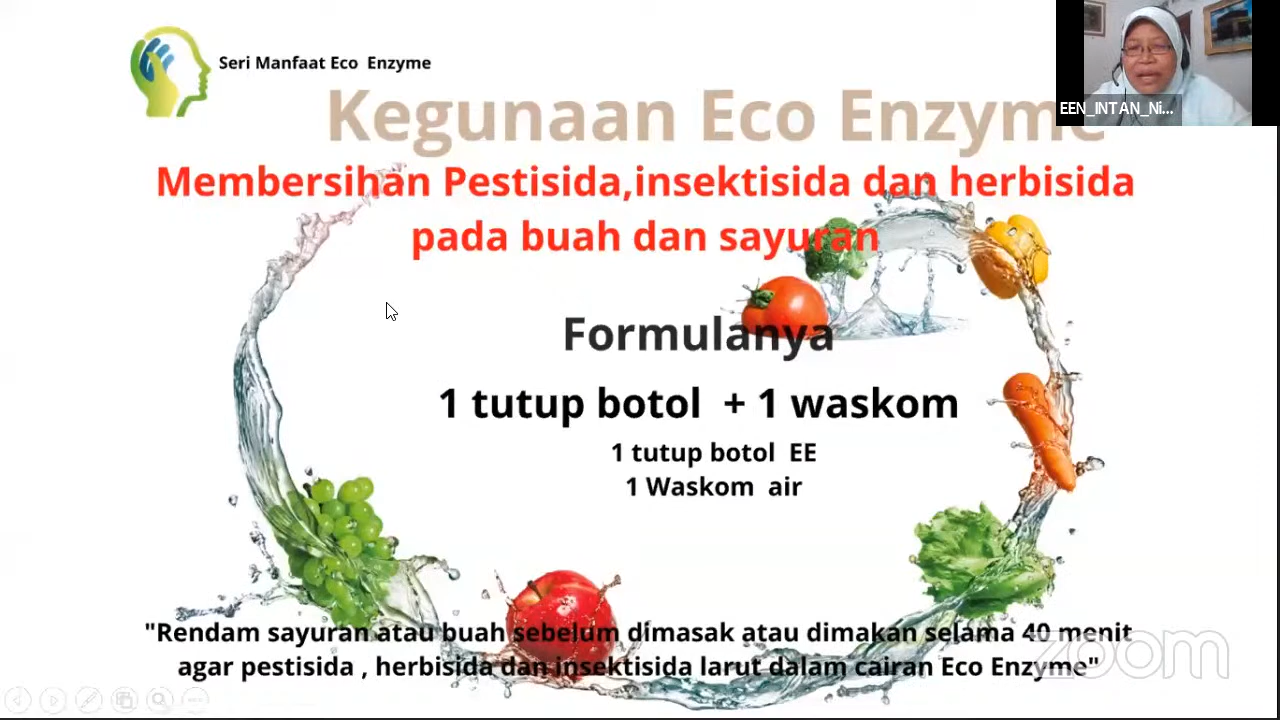 Seri Manfaat Eco Enzyme
Kegunaan Eco Enzyme
Membersihan Pestisida,insektisida dan herbisida
pada buah dan sayuran
Formulanya
1 tutup botol + 1 waskom
1 tutup botol EE
1 Waskom air
"Rendam sayuran atau buah sebelum dimasak atau dimakan selama 40 menit
agar pestisida , herbisida dan insektisida larut dalam cairan Eco Enzyme"
EEN_INTAN_Ni...
zoom